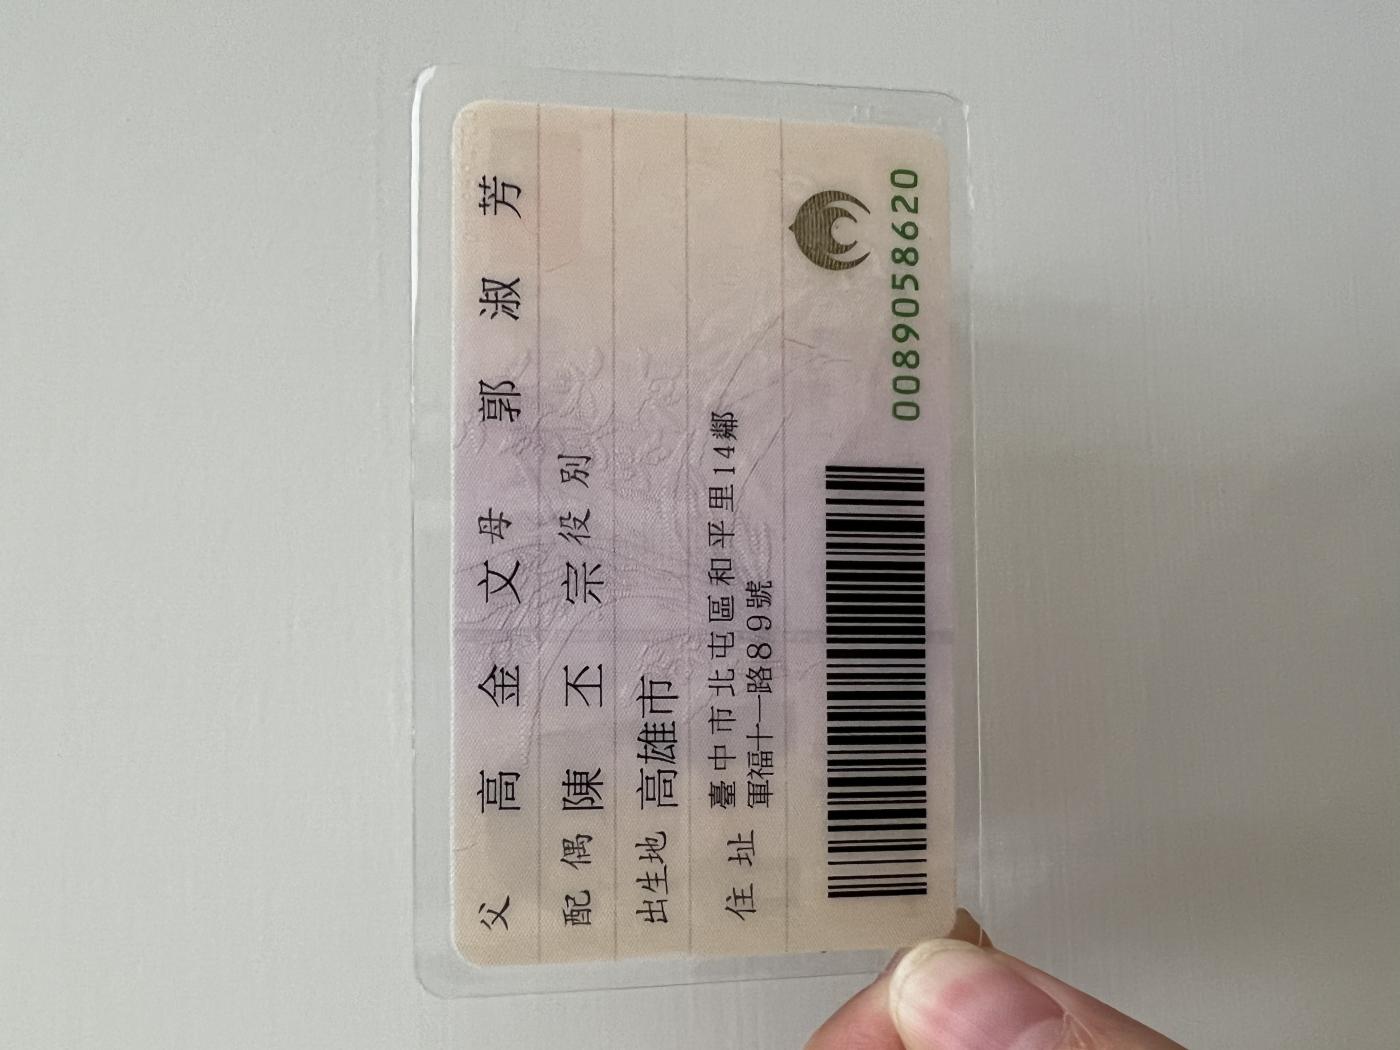 父 高金文 母 郭淑芳
配偶 陳丕宗 役別
出生地 高雄市
住址 臺中市北屯區和平里14鄰
軍福十一路89號
0089058620